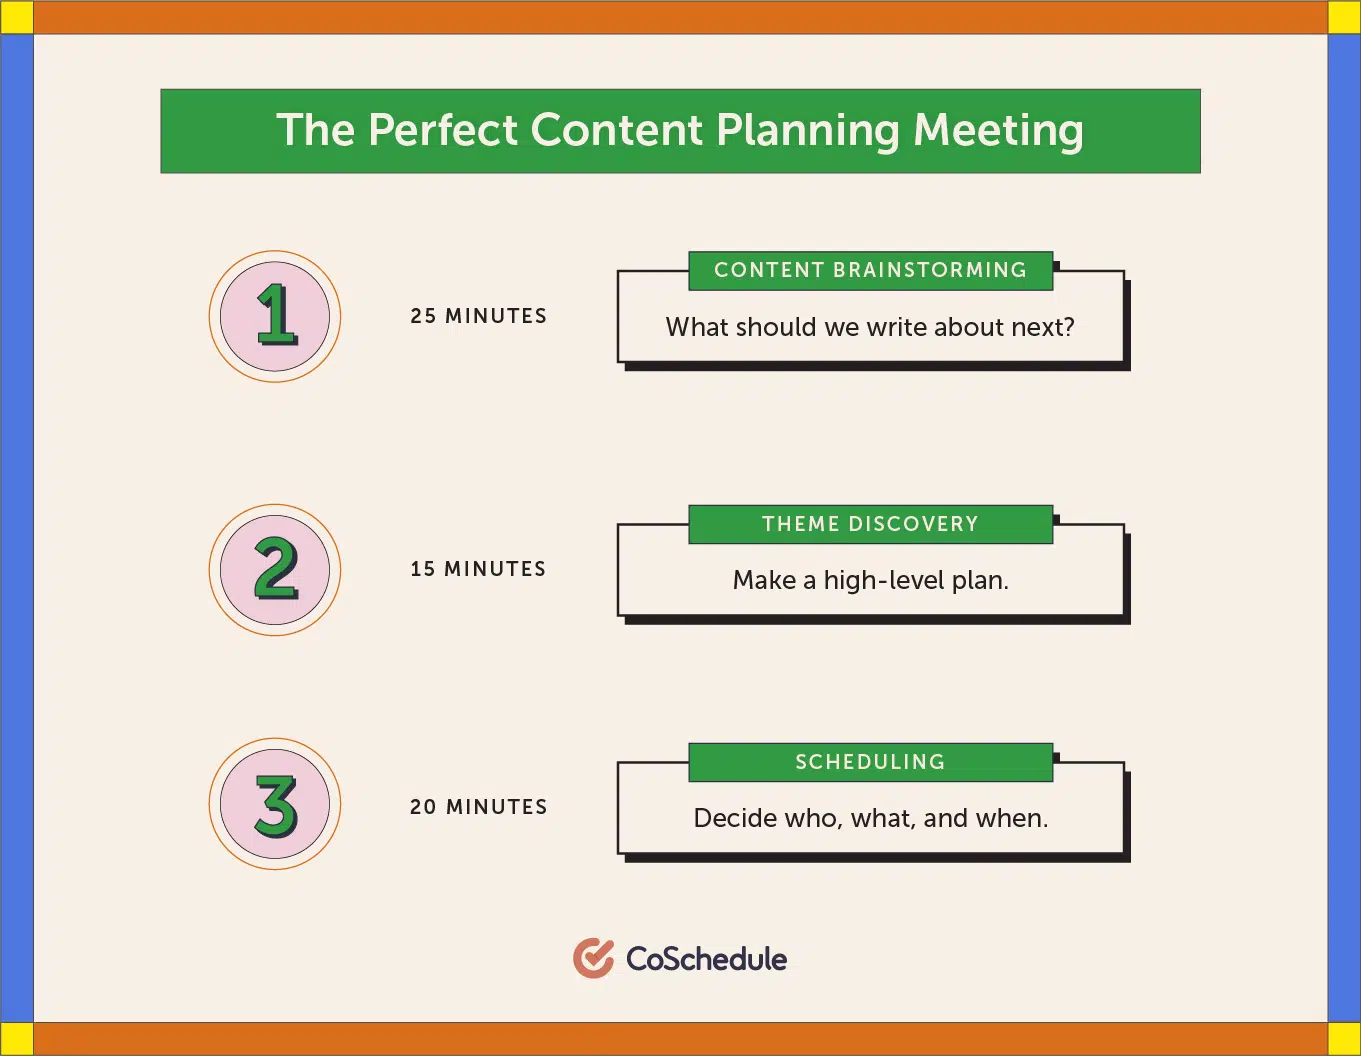 The Perfect Content Planning Meeting
1
25 MINUTES
CONTENT BRAINSTORMING
What should we write about next?
2
15 MINUTES
THEME DISCOVERY
Make a high-level plan.
3
20 MINUTES
SCHEDULING
Decide who, what, and when.
CoSchedule